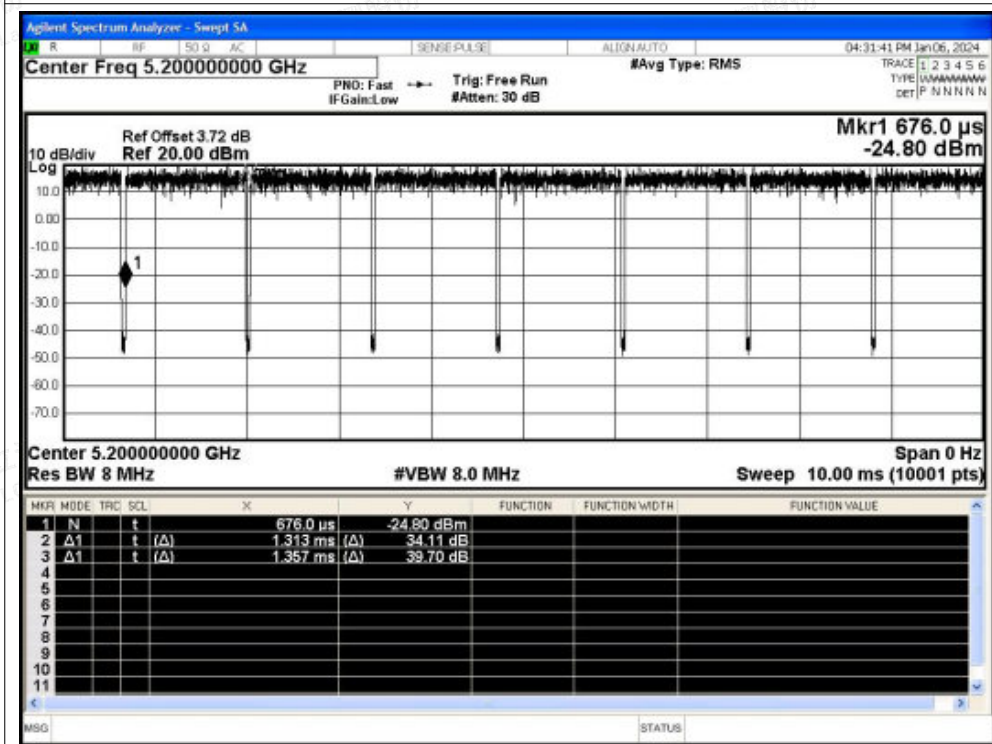 Agilent Spectrum Analyzer - Swept SA
R RF 50 Ω AC SENSE:PULSE ALIGNAUTO 04:31:41 PM Jan 06, 2024
Center Freq 5.200000000 GHz #Avg Type: RMS TRACE 1 2 3 4 5 6
PNO: Fast Trig: Free Run TYPE
IFGain:Low #Atten: 30 dB DET P N N N N N
Mkr1 676.0 µs
-24.80 dBm
Ref Offset 3.72 dB
10 dB/div Ref 20.00 dBm
Log
10.0
0.00
1
-10.0
-20.0
-30.0
-40.0
-50.0
-60.0
-70.0
Center 5.200000000 GHz Span 0 Hz
Res BW 8 MHz #VBW 8.0 MHz Sweep 10.00 ms (10001 pts)
MKR MODE TRC SCL X Y FUNCTION FUNCTION WIDTH FUNCTION VALUE
1 N t 676.0 µs -24.80 dBm
2 Δ1 t (Δ) 1.313 ms (Δ) 34.11 dB
3 Δ1 t (Δ) 1.357 ms (Δ) 39.70 dB
4
5
6
7
8
9
10
11
MSG STATUS